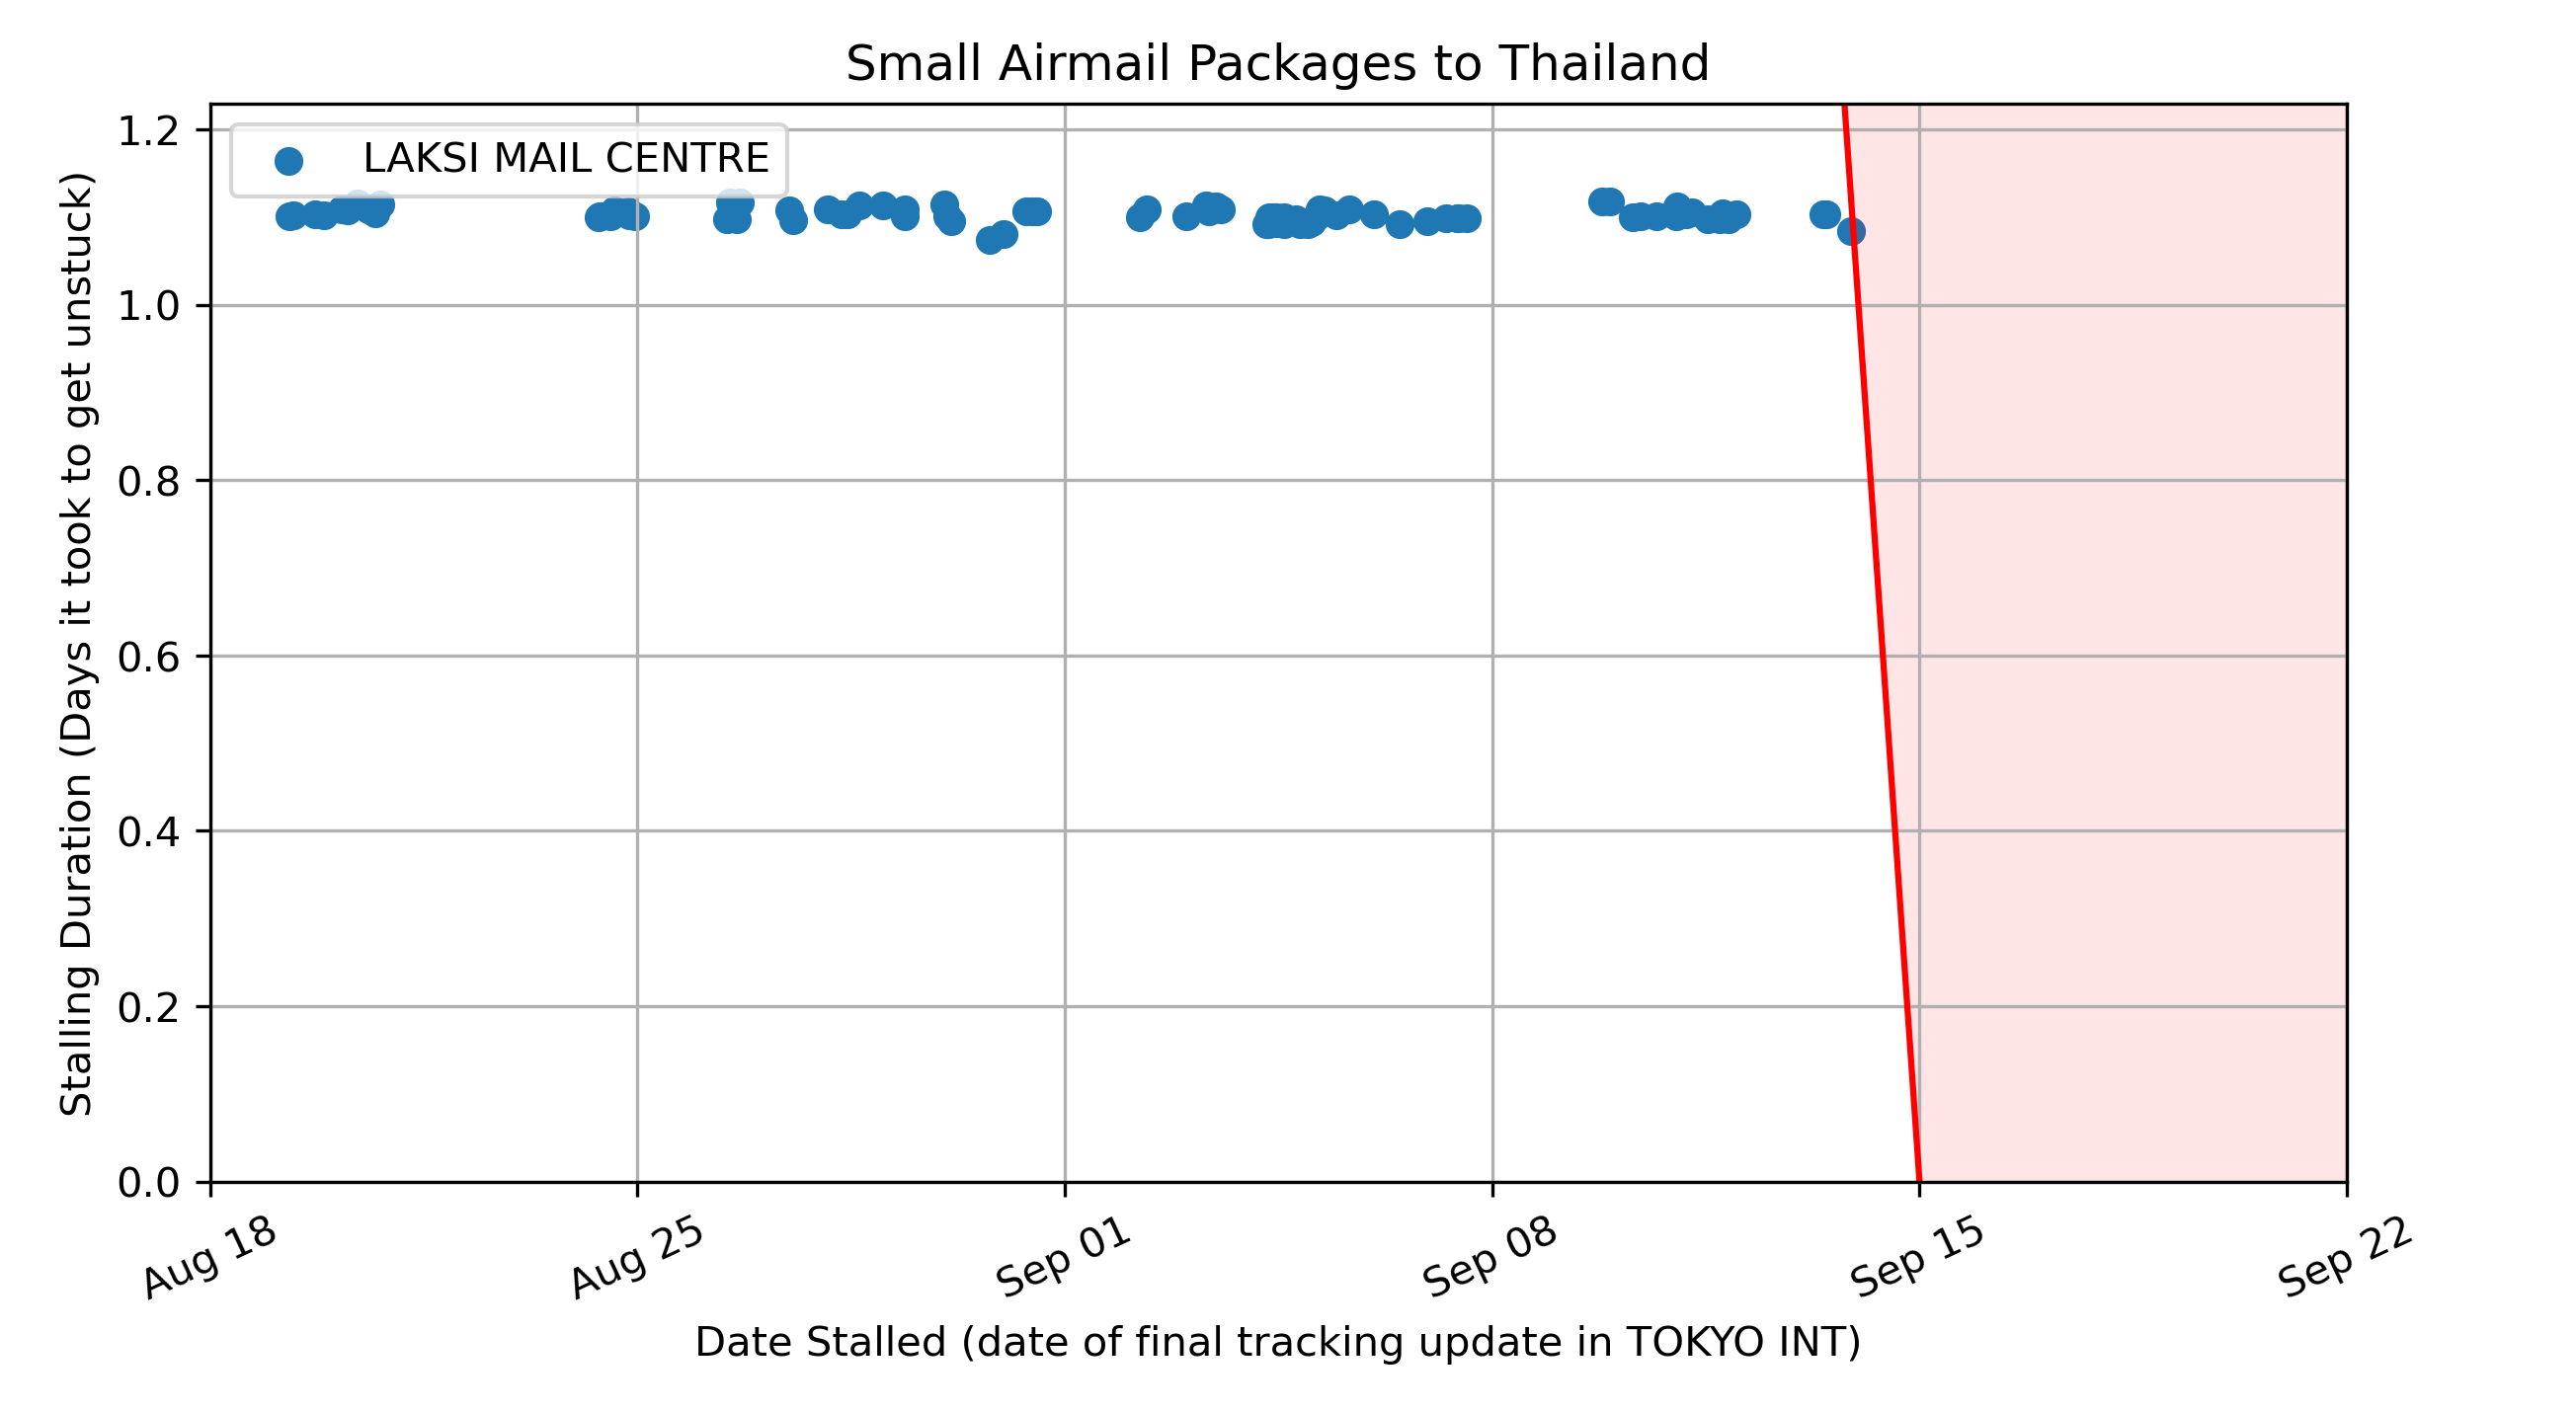 Small Airmail Packages to Thailand
LAKSI MAIL CENTRE
Stalling Duration (Days it took to get unstuck)
1.2
1.0
0.8
0.6
0.4
0.2
0.0
Aug 18
Aug 25
Sep 01
Sep 08
Sep 15
Sep 22
Date Stalled (date of final tracking update in TOKYO INT)